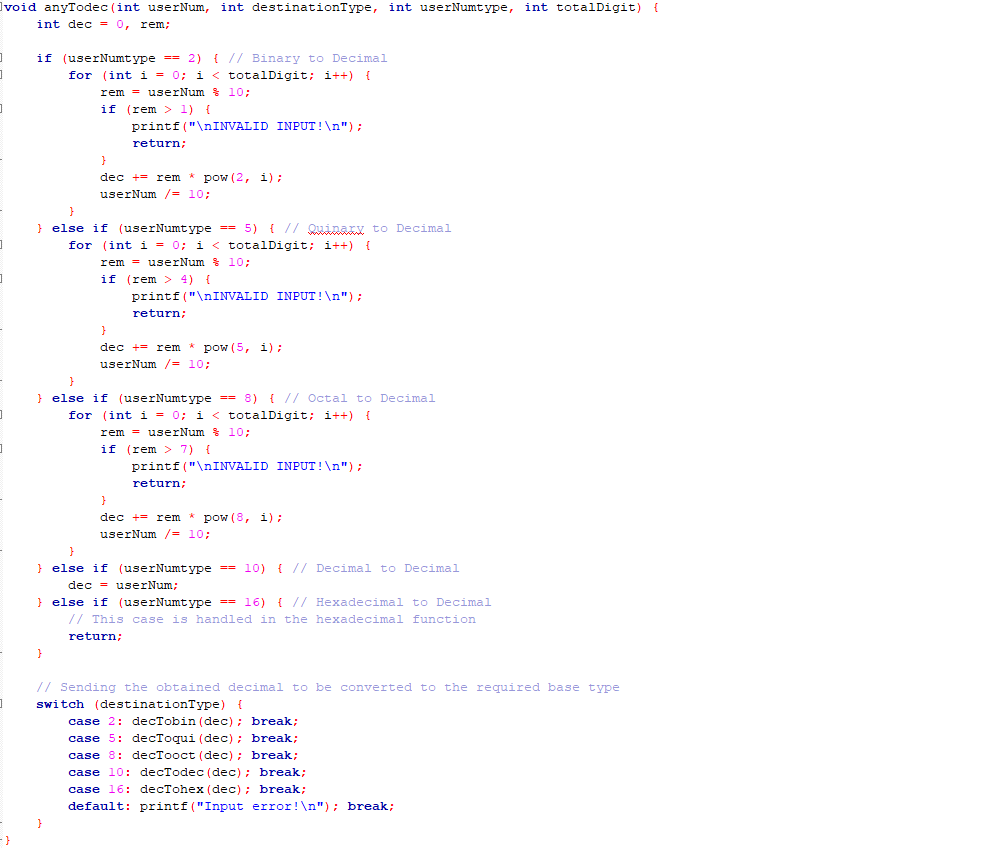 void anyTodec(int userNum, int destinationType, int userNumtype, int totalDigit) {
    int dec = 0, rem;

    if (userNumtype == 2) { // Binary to Decimal
        for (int i = 0; i < totalDigit; i++) {
            rem = userNum % 10;
            if (rem > 1) {
                printf("\nINVALID INPUT!\n");
                return;
            }
            dec += rem * pow(2, i);
            userNum /= 10;
        }
    } else if (userNumtype == 5) { // Quinary to Decimal
        for (int i = 0; i < totalDigit; i++) {
            rem = userNum % 10;
            if (rem > 4) {
                printf("\nINVALID INPUT!\n");
                return;
            }
            dec += rem * pow(5, i);
            userNum /= 10;
        }
    } else if (userNumtype == 8) { // Octal to Decimal
        for (int i = 0; i < totalDigit; i++) {
            rem = userNum % 10;
            if (rem > 7) {
                printf("\nINVALID INPUT!\n");
                return;
            }
            dec += rem * pow(8, i);
            userNum /= 10;
        }
    } else if (userNumtype == 10) { // Decimal to Decimal
        dec = userNum;
    } else if (userNumtype == 16) { // Hexadecimal to Decimal
        // This case is handled in the hexadecimal function
        return;
    }

    // Sending the obtained decimal to be converted to the required base type
    switch (destinationType) {
        case 2: decTobin(dec); break;
        case 5: decToqui(dec); break;
        case 8: decTooct(dec); break;
        case 10: decTodec(dec); break;
        case 16: decTohex(dec); break;
        default: printf("Input error!\n"); break;
    }
}